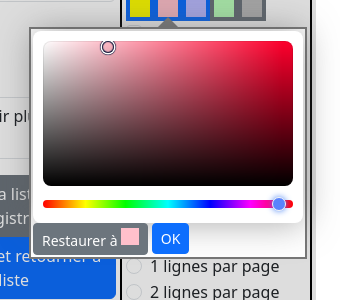 ir pl
a list
gistr
Restaurer à
OK
et retourner à
liste
1 lignes par page
2 lignes par page